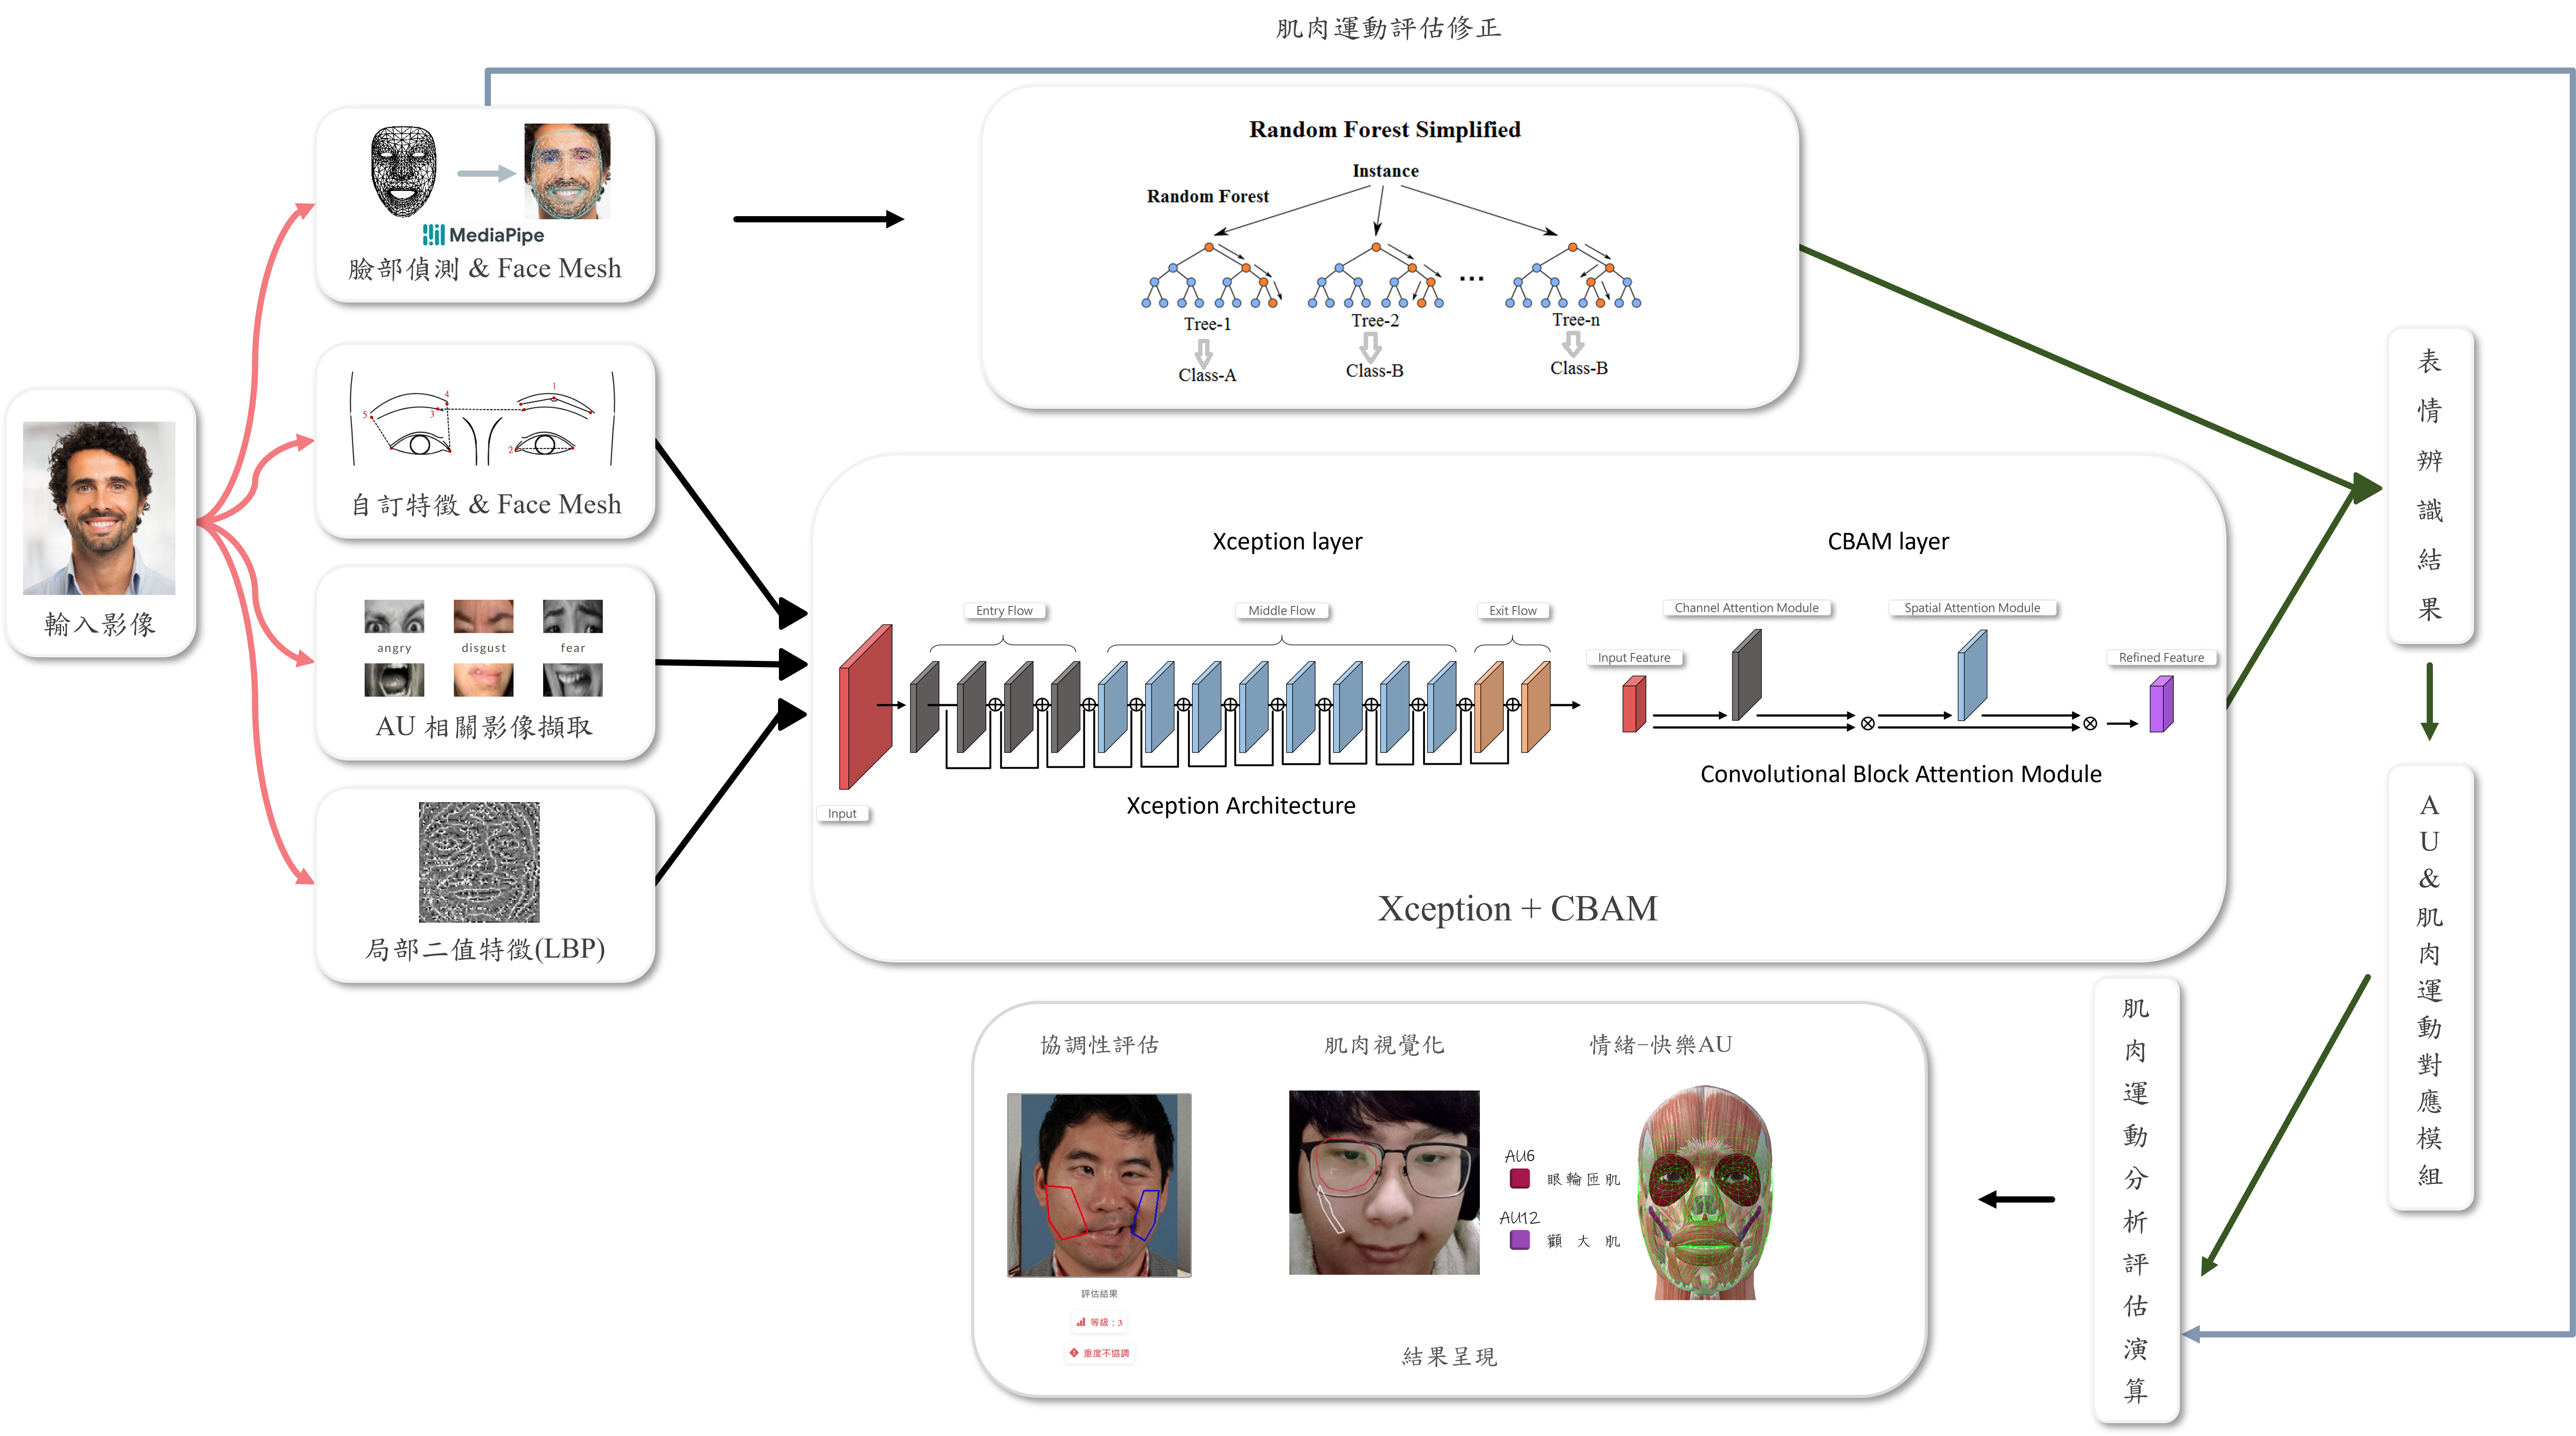 肌肉運動評估修正
MediaPipe
臉部偵測 & Face Mesh
1
4
3
5
2
自訂特徵 & Face Mesh
輸入影像
angry disgust fear
AU 相關影像擷取
局部二值特徵(LBP)
Random Forest Simplified
Instance
Random Forest
...
Tree-1 Tree-2 Tree-n
Class-A Class-B Class-B
Xception layer
CBAM layer
Entry Flow
Middle Flow
Exit Flow
Channel Attention Module
Spatial Attention Module
Input Feature
Refined Feature
Input
Xception Architecture
Convolutional Block Attention Module
Xception + CBAM
表情辨識結果
AU&肌肉運動對應模組
肌肉運動分析評估演算
協調性評估
肌肉視覺化
情緒-快樂AU
AU6
眼輪匝肌
AU12
顴大肌
評估結果
等級：3
重度不協調
結果呈現